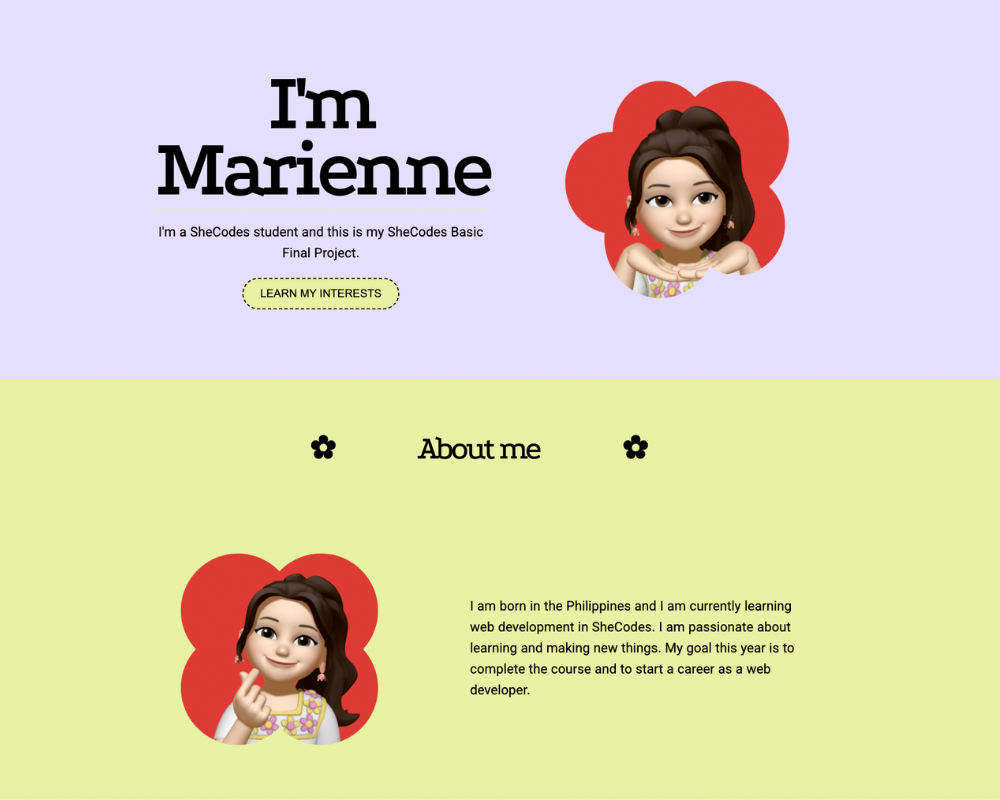 I'm
Marienne
I'm a SheCodes student and this is my SheCodes Basic
Final Project.
LEARN MY INTERESTS
About me
I am born in the Philippines and I am currently learning
web development in SheCodes. I am passionate about
learning and making new things. My goal this year is to
complete the course and to start a career as a web
developer.